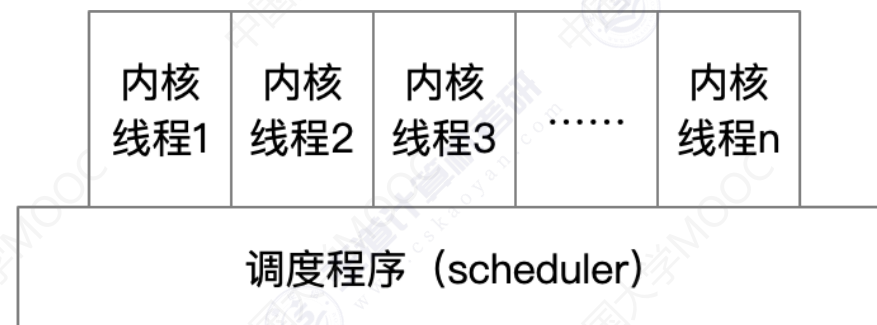 内核 内核 内核 内核
线程1 线程2 线程3 …… 线程n
调度程序（scheduler）